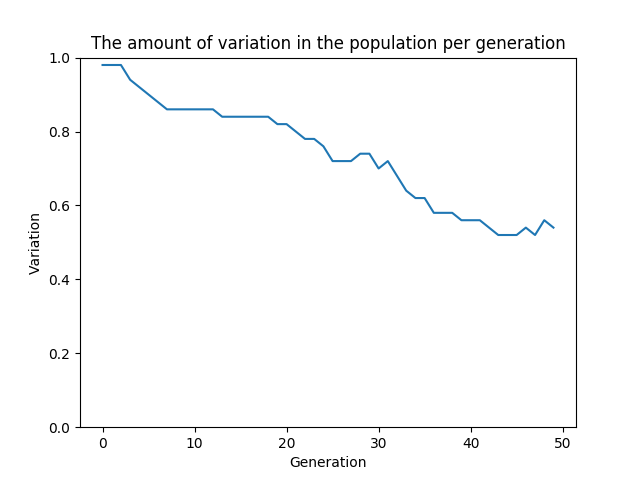 The amount of variation in the population per generation
1.0
0.8
0.6
0.4
0.2
0.0
Variation
0 10 20 30 40 50
Generation